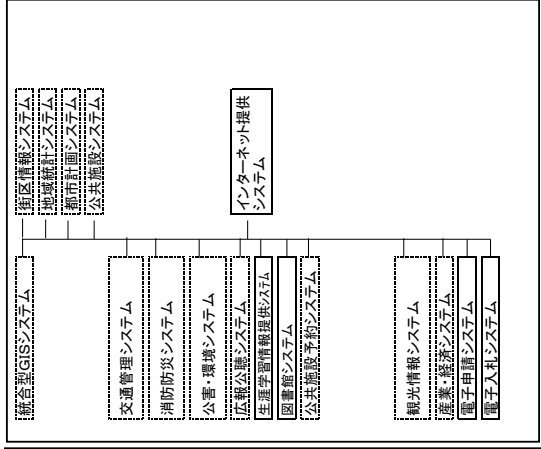 街区情報システム
地域統計システム
都市計画システム
公共施設システム
インターネット提供
システム
統合型GISシステム
交通管理システム
消防防災システム
公害・環境システム
広報公聴システム
生涯学習情報提供システム
図書館システム
公共施設予約システム
観光情報システム
産業・経済システム
電子申請システム
電子入札システム